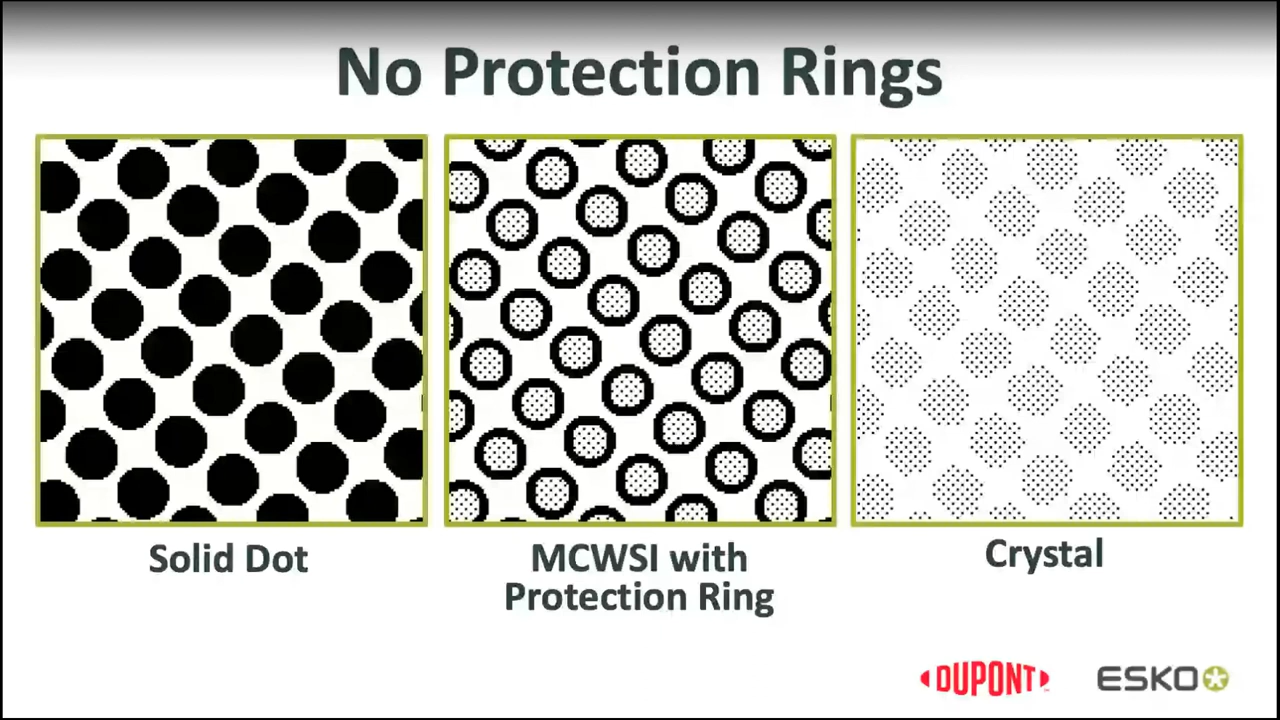 No Protection Rings
Solid Dot
MCWSI with
Protection Ring
Crystal
DUPONT
ESKO